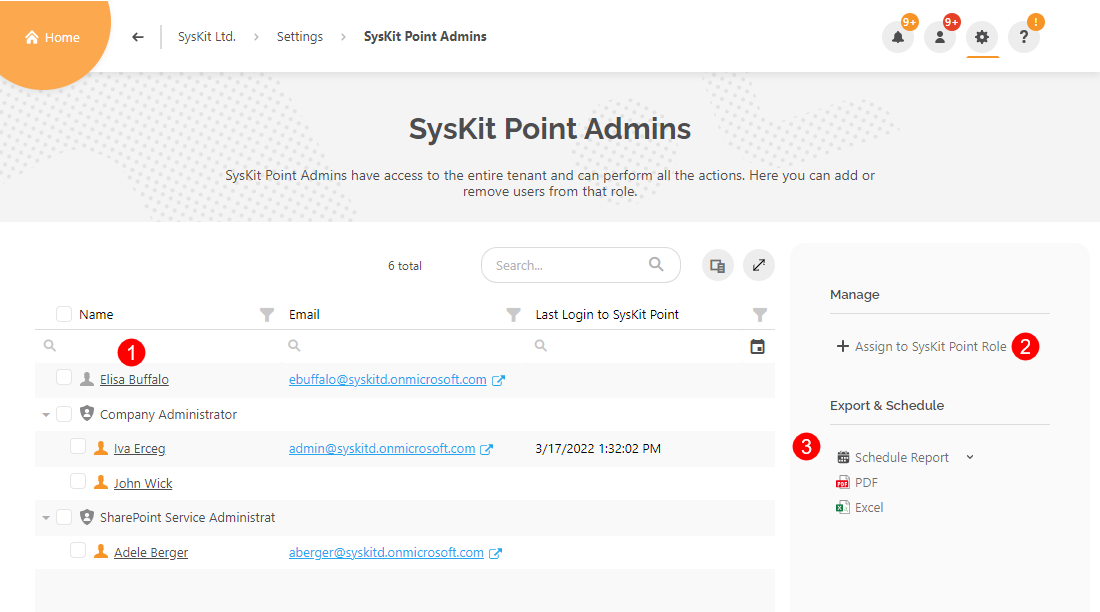 Home
SysKit Ltd. > Settings > SysKit Point Admins
9+ 9+ ! ?
SysKit Point Admins
SysKit Point Admins have access to the entire tenant and can perform all the actions. Here you can add or
remove users from that role.
6 total
Search...
Name Email Last Login to SysKit Point
1
Elisa Buffalo ebuffalo@syskitd.onmicrosoft.com
Company Administrator
Iva Erceg admin@syskitd.onmicrosoft.com 3/17/2022 1:32:02 PM
John Wick
SharePoint Service Administrat
Adele Berger aberger@syskitd.onmicrosoft.com
Manage
+ Assign to SysKit Point Role 2
Export & Schedule
3 Schedule Report
PDF PDF
X Excel